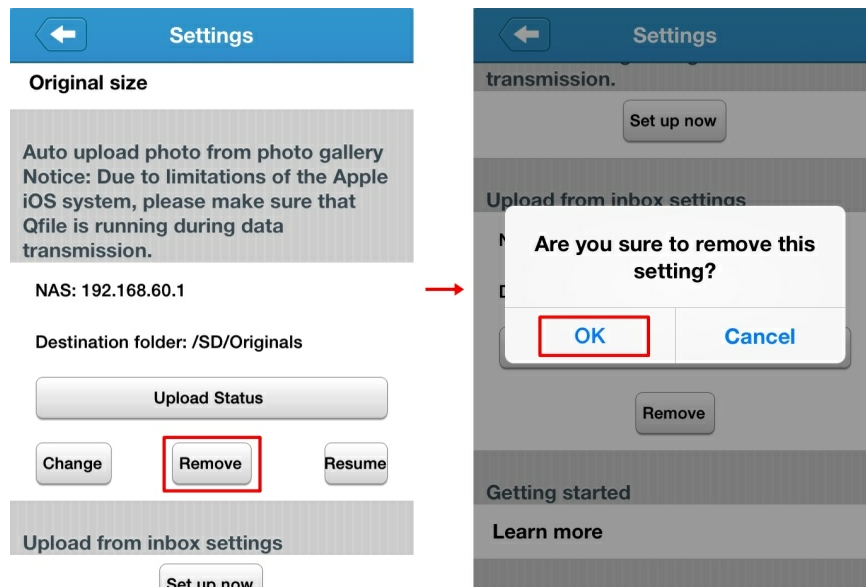 Settings
Original size
Auto upload photo from photo gallery
Notice: Due to limitations of the Apple
iOS system, please make sure that
Qfile is running during data
transmission.
NAS: 192.168.60.1
Destination folder: /SD/Originals
Upload Status
Change
Remove
Resume
Upload from inbox settings
Set up now
Settings
transmission.
Set up now
Upload from inbox settings
N
D
Are you sure to remove this
setting?
OK
Cancel
Remove
Getting started
Learn more